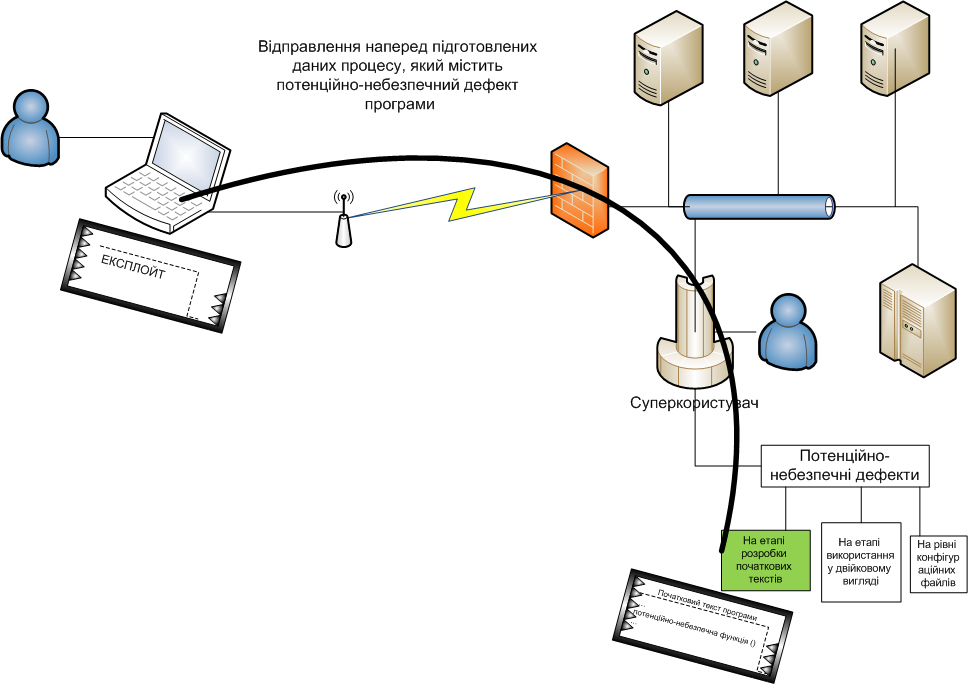 Відправлення наперед підготовлених
даних процесу, який містить
потенційно-небезпечний дефект
програми
ЕКСПЛОЙТ
Суперкористувач
Потенційно-
небезпечні дефекти
На етапі
розробки
початкових
текстів
На етапі
використання
у двійковому
вигляді
На рівні
конфігур
аційних
файлів
Початковий текст програми
...
потенційно-небезпечна функція ()
...